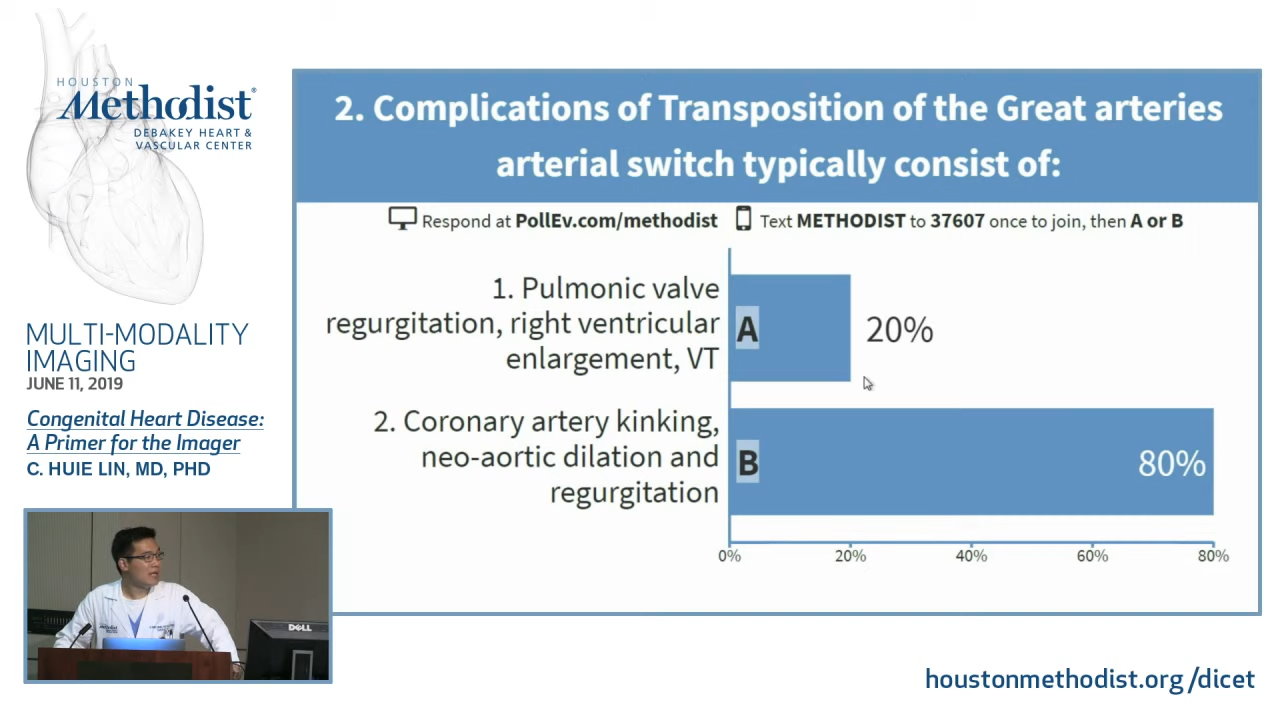 HOUSTON
Methodist®
DEBAKEY HEART &
VASCULAR CENTER
MULTI-MODALITY
IMAGING
JUNE 11, 2019
Congenital Heart Disease:
A Primer for the Imager
C. HUIE LIN, MD, PHD
2. Complications of Transposition of the Great arteries
arterial switch typically consist of:
Respond at PollEv.com/methodist
Text METHODIST to 37607 once to join, then A or B
1. Pulmonic valve
regurgitation, right ventricular
enlargement, VT
A
20%
2. Coronary artery kinking,
neo-aortic dilation and
regurgitation
B
80%
0%
20%
40%
60%
80%
Methodist
DELL
houstonmethodist.org/dicet